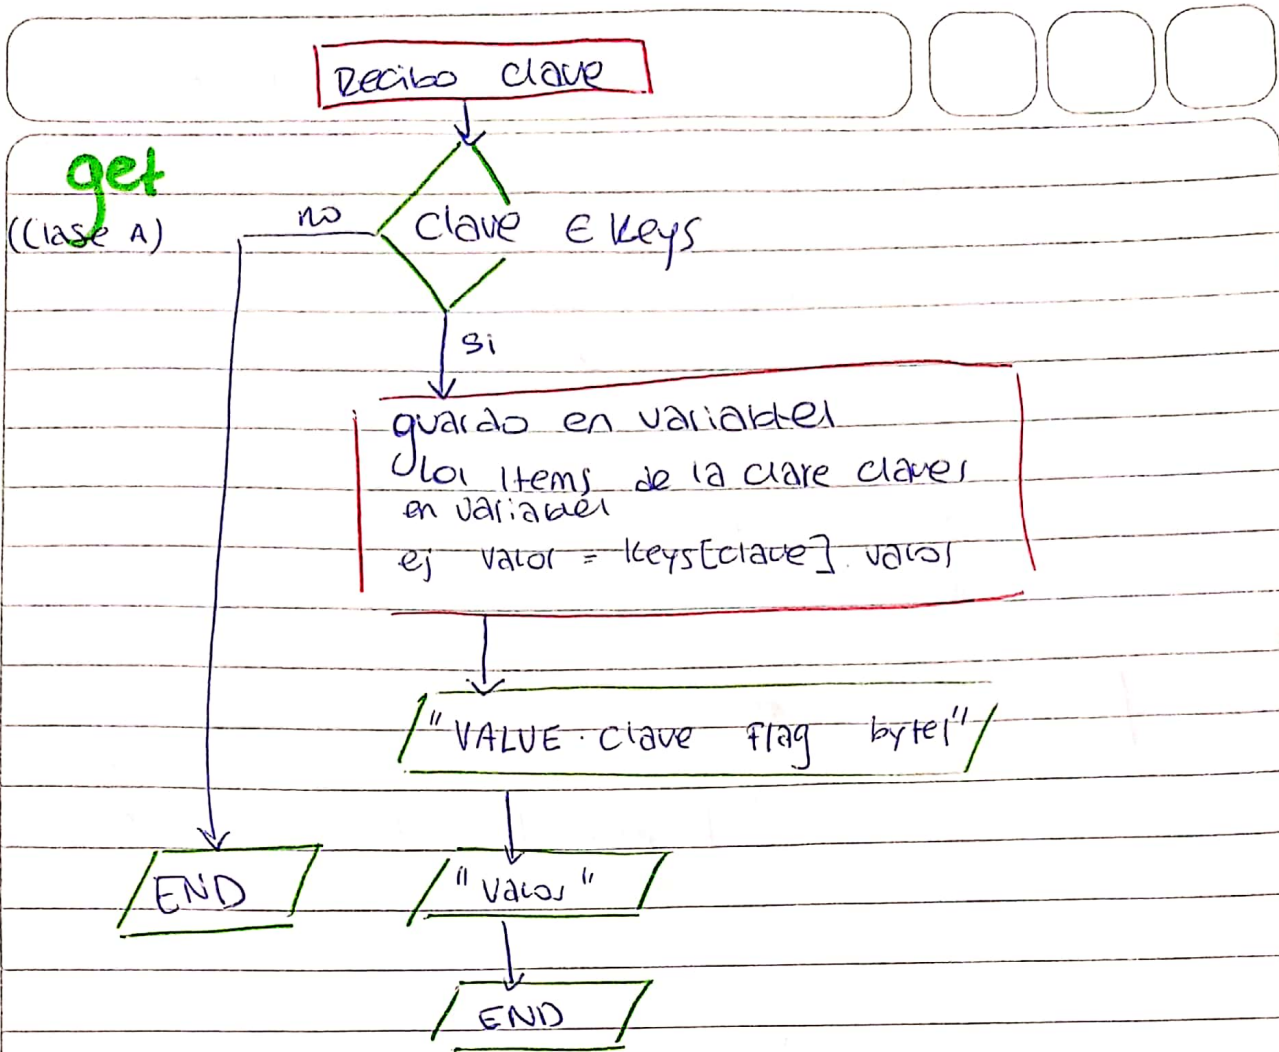 Recibo clave
get
(Clase A)
no
clave ∈ keys
si
guardo en variables
los items de la clase claves
en variables
ej valor = keys[clave].valor
"VALUE clave flag bytes"
END
"valor"
END